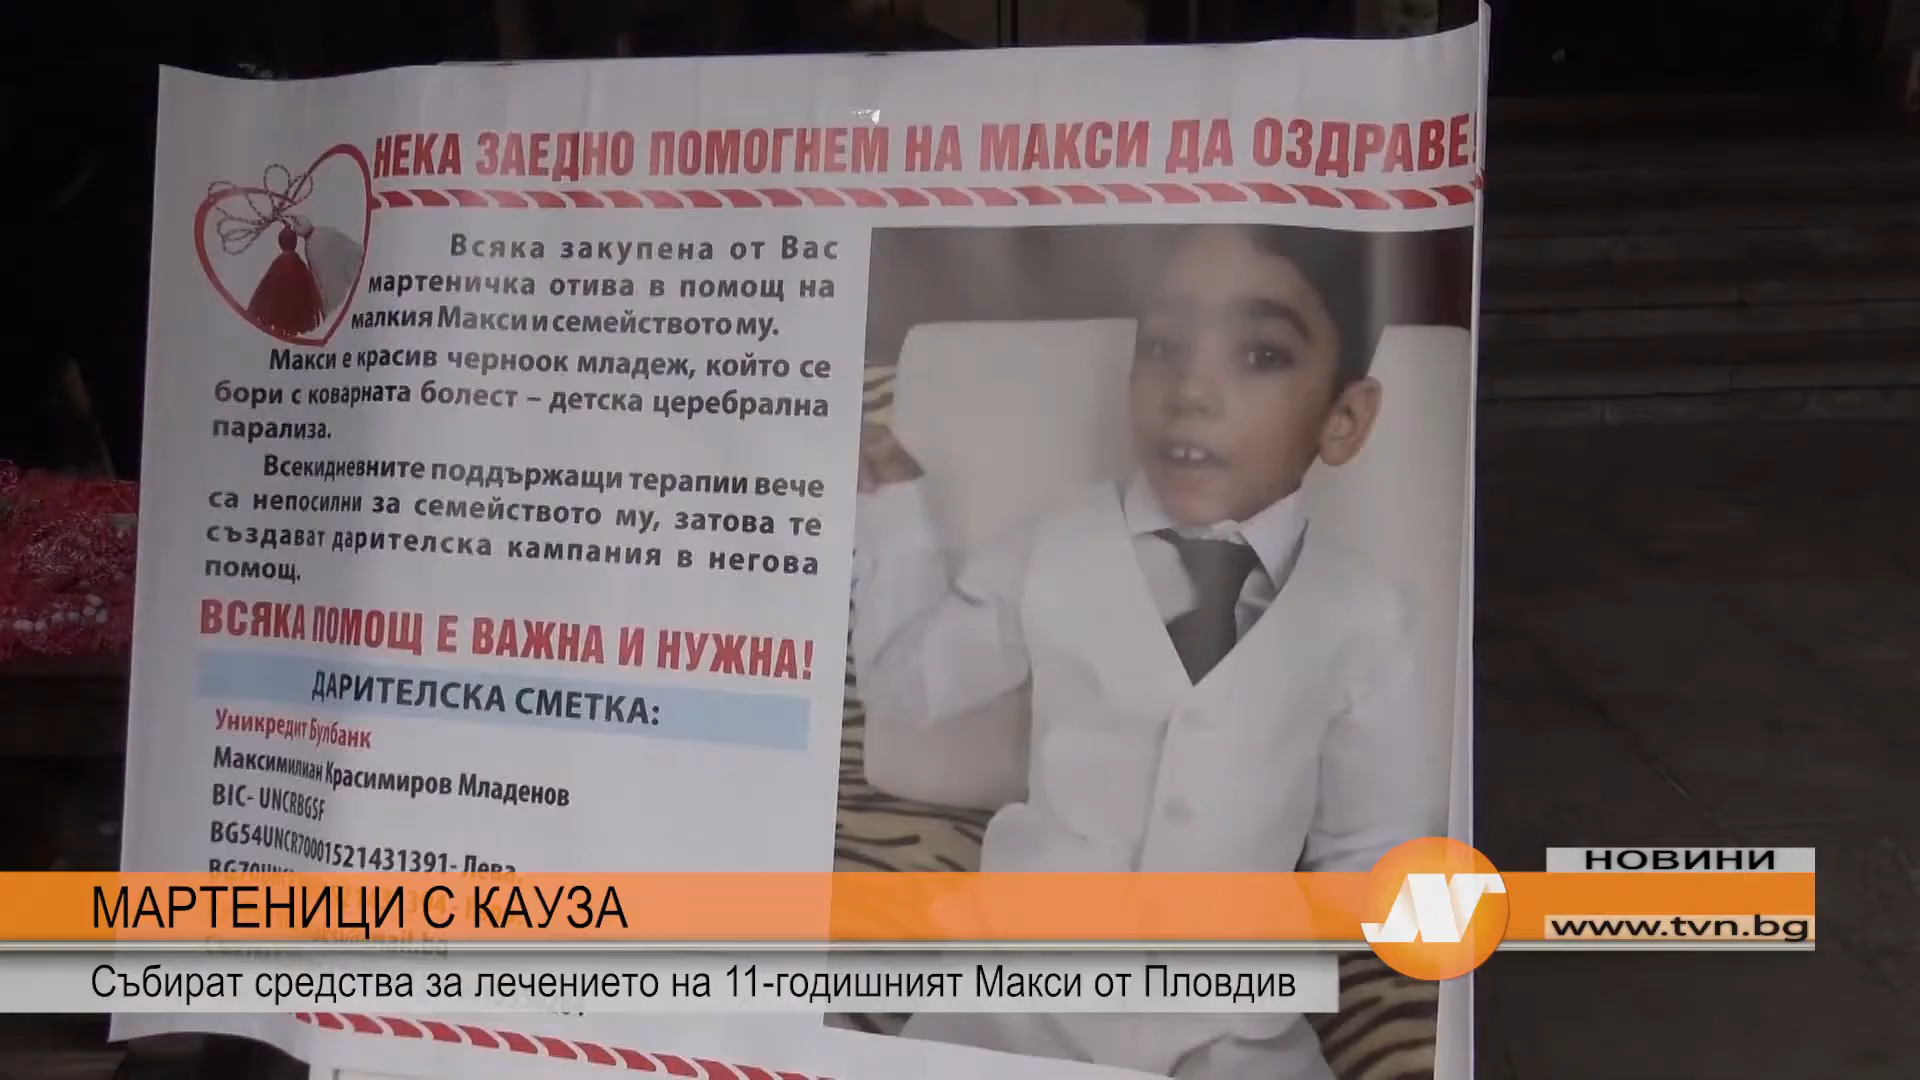 НЕКА ЗАЕДНО ПОМОГНЕМ НА МАКСИ ДА ОЗДРАВЕЕ!
Всяка закупена от Вас
мартеничка отива в помощ на
малкия Макси и семейството му.
Макси е красив черноок младеж, който се
бори с коварната болест – детска церебрална
парализа.
Всекидневните поддържащи терапии вече
са непосилни за семейството му, затова те
създават дарителска кампания в негова
помощ.
ВСЯКА ПОМОЩ Е ВАЖНА И НУЖНА!
ДАРИТЕЛСКА СМЕТКА:
Уникредит Булбанк
Максимилиан Красимиров Младенов
BIC- UNCRBGSF
BG54UNCR70001521431391- Лева.
МАРТЕНИЦИ С КАУЗА
Събират средства за лечението на 11-годишният Макси от Пловдив
НОВИНИ
www.tvn.bg